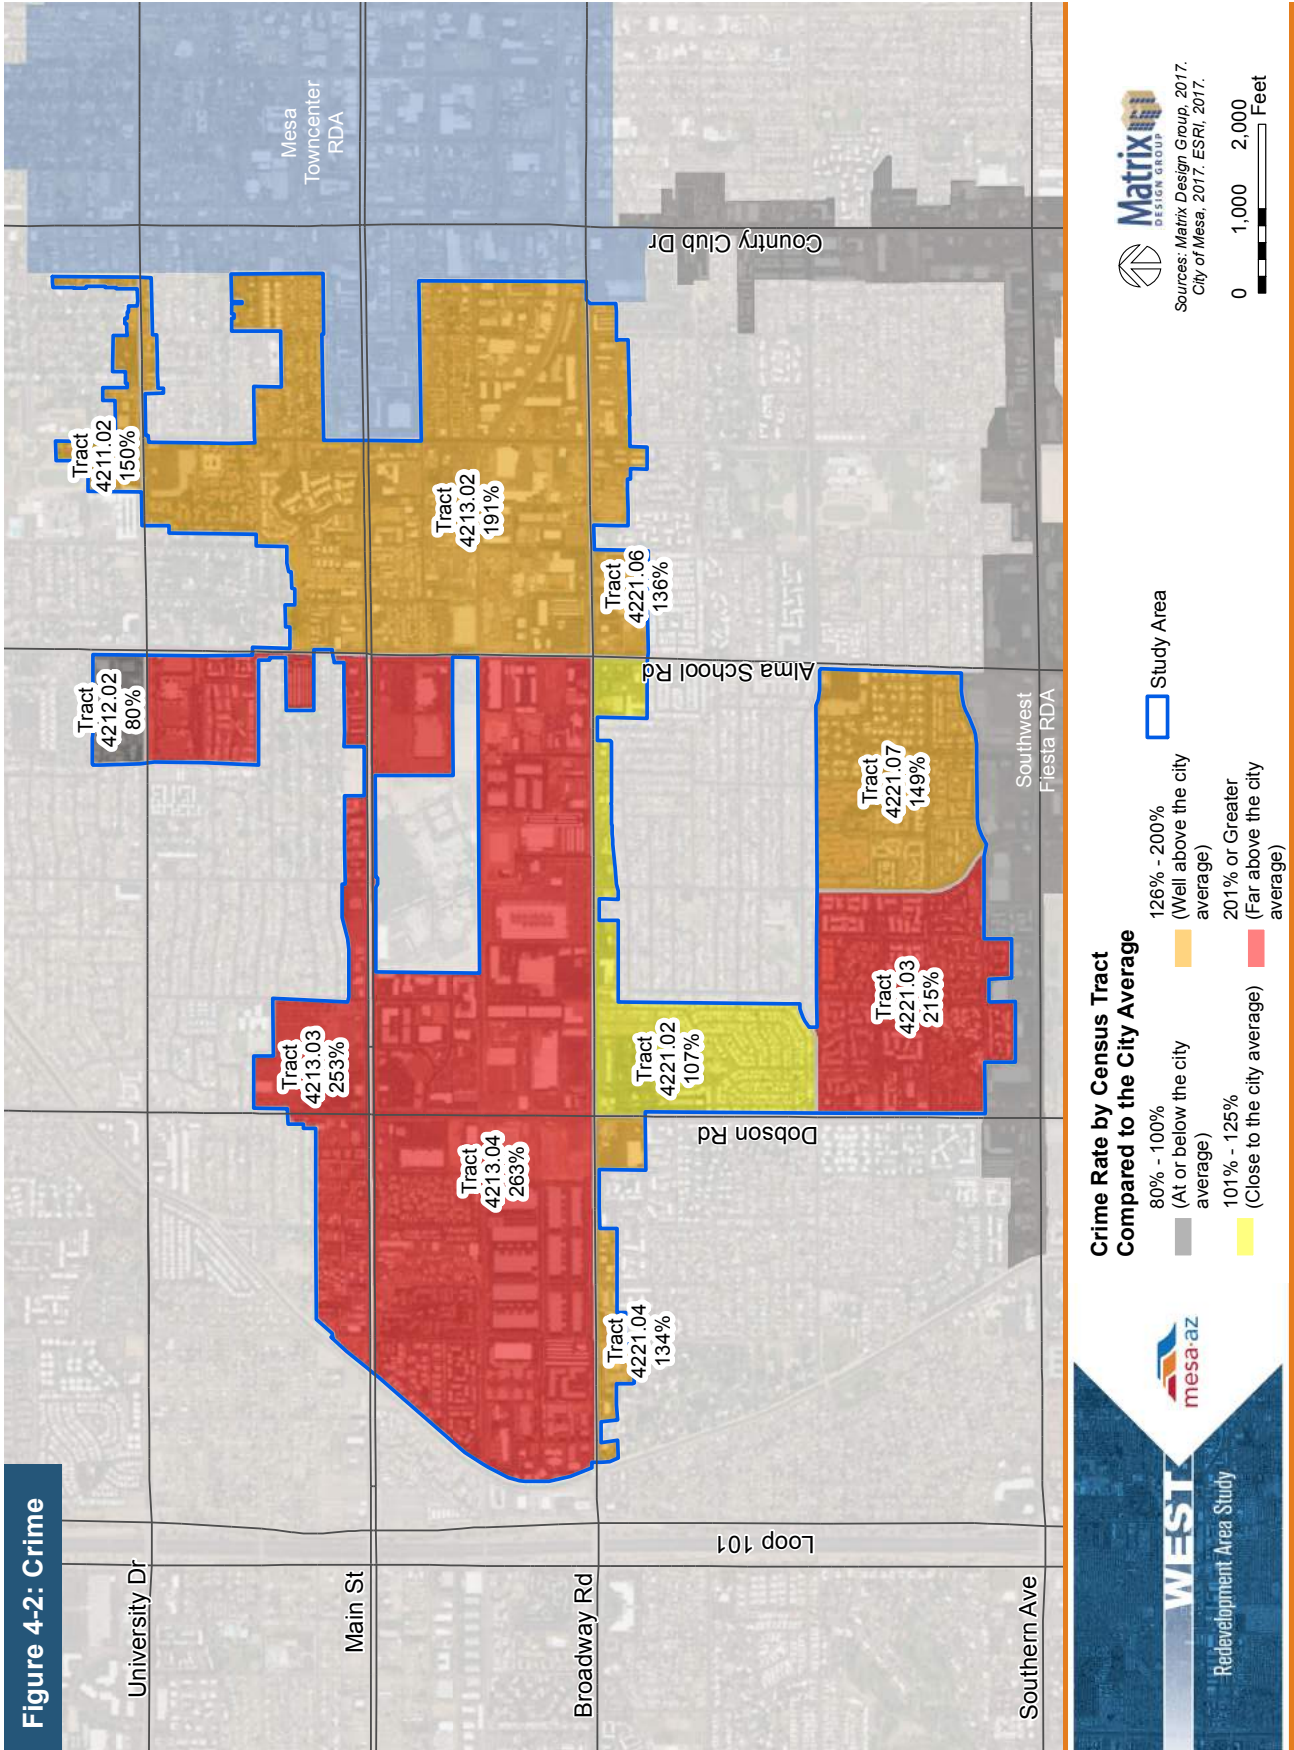 Figure 4-2: Crime
University Dr
Main St
Broadway Rd
Southern Ave
Loop 101
Dobson Rd
Alma School Rd
Country Club Dr
Tract
4211.02
150%
Tract
4212.02
80%
Tract
4213.02
191%
Tract
4213.03
253%
Tract
4213.04
263%
Tract
4221.06
136%
Tract
4221.02
107%
Tract
4221.04
134%
Tract
4221.07
149%
Tract
4221.03
215%
Mesa
Towncenter
RDA
Southwest
Fiesta RDA
WEST
Redevelopment Area Study
mesa·az
Crime Rate by Census Tract
Compared to the City Average
80% - 100%
(At or below the city
average)
101% - 125%
(Close to the city average)
126% - 200%
(Well above the city
average)
201% or Greater
(Far above the city
average)
Study Area
Matrix
DESIGN GROUP
Sources: Matrix Design Group, 2017.
City of Mesa, 2017. ESRI, 2017.
0 1,000 2,000
Feet